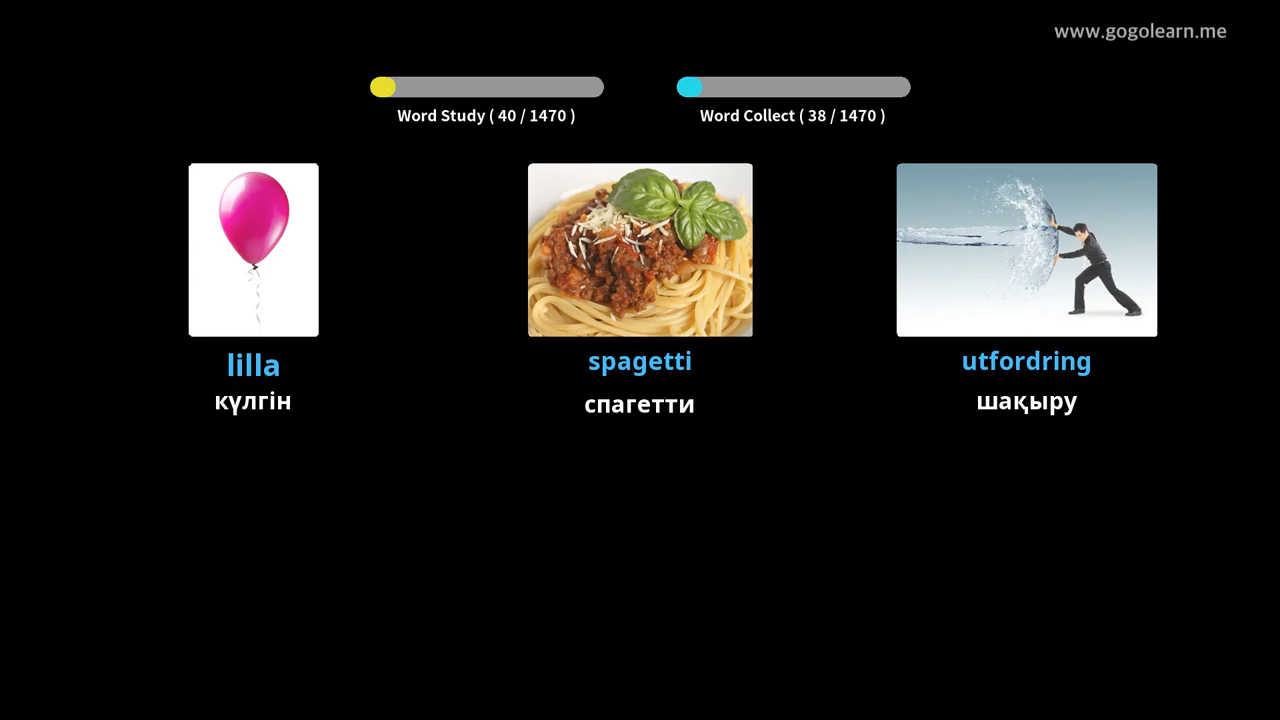 www.gogolearn.me
Word Study ( 40 / 1470 )
Word Collect ( 38 / 1470 )
lilla
spagetti
utfordring
күлгін
спагетти
шақыру